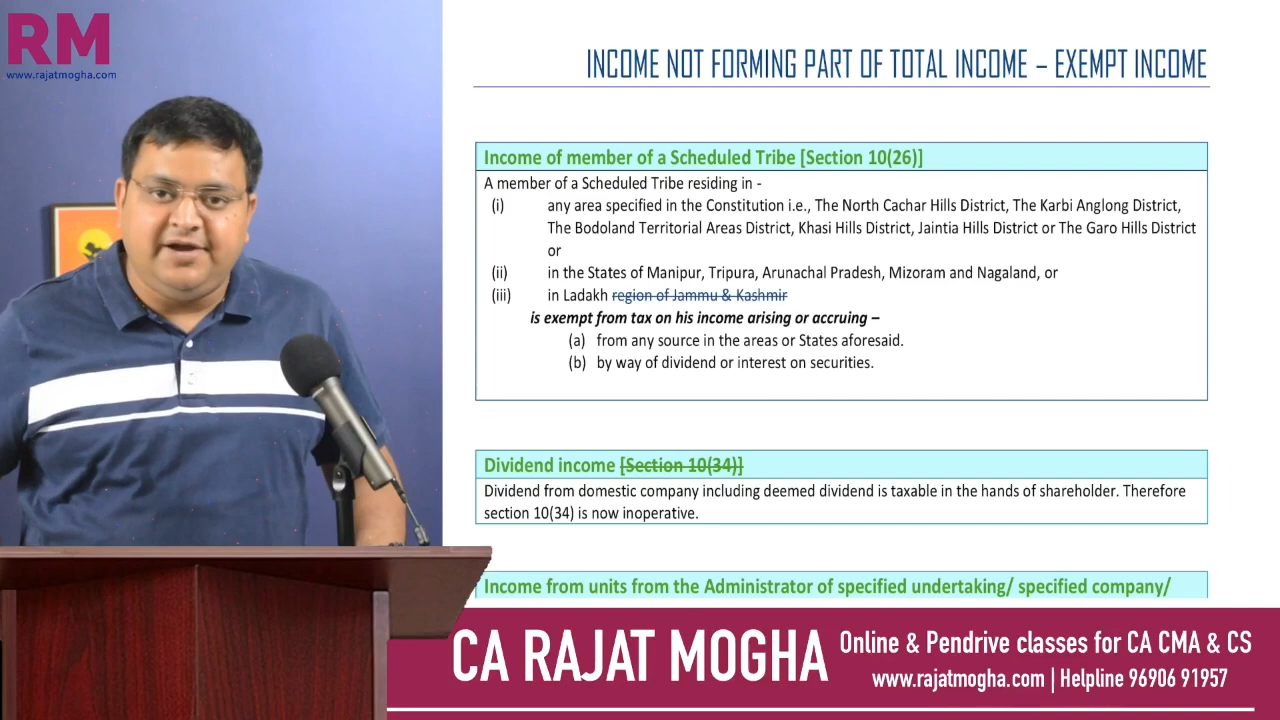 RM
www.rajatmogha.com
INCOME NOT FORMING PART OF TOTAL INCOME – EXEMPT INCOME
Income of member of a Scheduled Tribe [Section 10(26)]
A member of a Scheduled Tribe residing in -
(i) any area specified in the Constitution i.e., The North Cachar Hills District, The Karbi Anglong District,
The Bodoland Territorial Areas District, Khasi Hills District, Jaintia Hills District or The Garo Hills District
or
(ii) in the States of Manipur, Tripura, Arunachal Pradesh, Mizoram and Nagaland, or
(iii) in Ladakh region of Jammu & Kashmir
is exempt from tax on his income arising or accruing –
(a) from any source in the areas or States aforesaid.
(b) by way of dividend or interest on securities.
Dividend income [Section 10(34)]
Dividend from domestic company including deemed dividend is taxable in the hands of shareholder. Therefore
section 10(34) is now inoperative.
Income from units from the Administrator of specified undertaking/ specified company/
CA RAJAT MOGHA
Online & Pendrive classes for CA CMA & CS
www.rajatmogha.com | Helpline 96906 91957